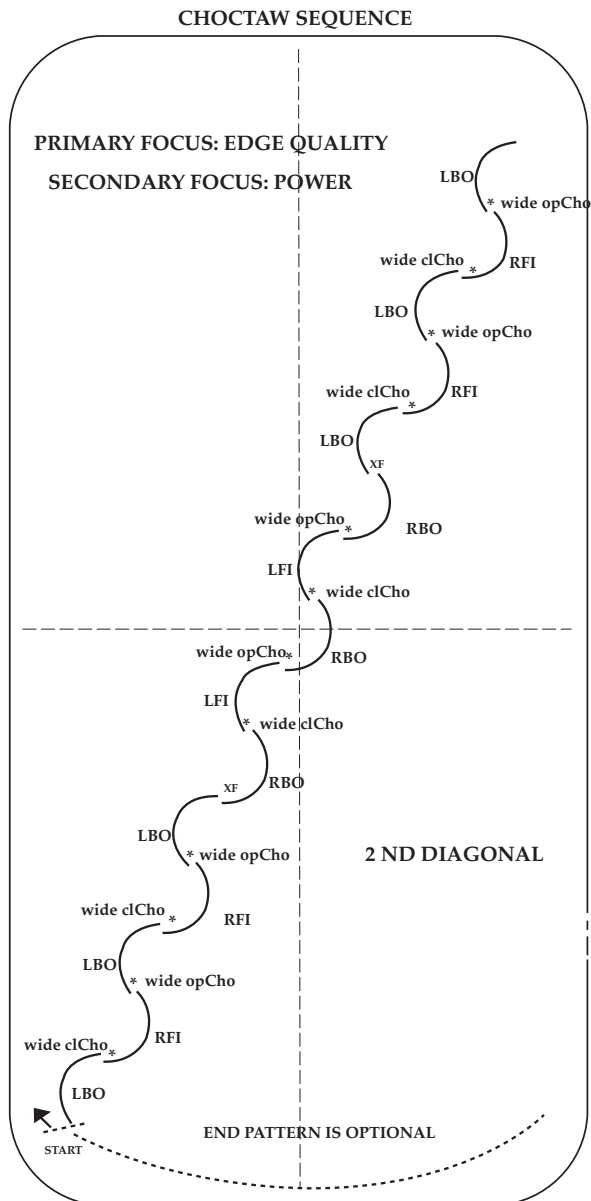 CHOCTAW SEQUENCE
PRIMARY FOCUS: EDGE QUALITY
SECONDARY FOCUS: POWER
LBO
wide opCho
wide clCho
RFI
LBO
wide opCho
wide clCho
RFI
LBO
XF
wide opCho
RBO
LFI
wide clCho
wide opCho
RBO
LFI
wide clCho
XF
RBO
LBO
wide opCho
2 ND DIAGONAL
wide clCho
RFI
LBO
wide opCho
wide clCho
RFI
LBO
START
END PATTERN IS OPTIONAL